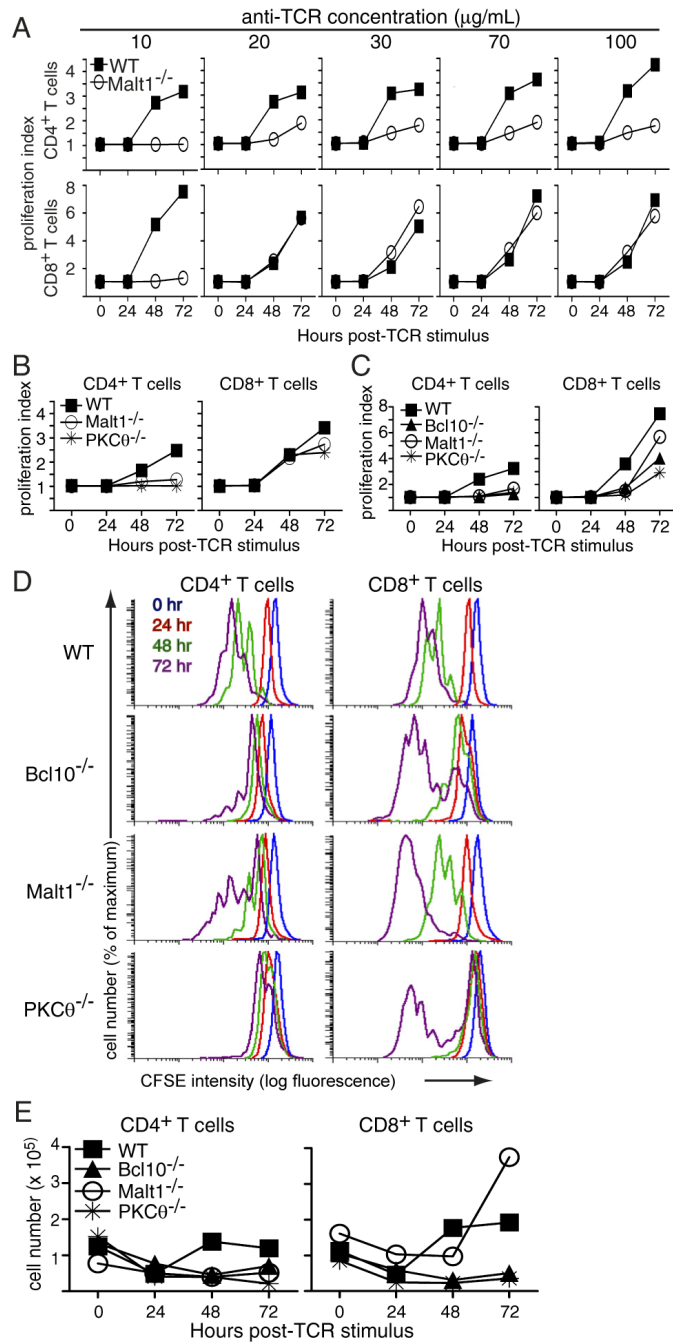 A
anti-TCR concentration (µg/mL)
10 20 30 70 100
WT
Malt1-/-
proliferation index
CD4+ T cells
4
3
2
1
proliferation index
CD8+ T cells
8
6
4
2
0 24 48 72 0 24 48 72 0 24 48 72 0 24 48 72 0 24 48 72
Hours post-TCR stimulus
B
CD4+ T cells CD8+ T cells
WT
Malt1-/-
PKCθ-/-
proliferation index
4
3
2
1
0 24 48 72 0 24 48 72
Hours post-TCR stimulus
C
CD4+ T cells CD8+ T cells
WT
Bcl10-/-
Malt1-/-
PKCθ-/-
proliferation index
8
6
4
2
0 24 48 72 0 24 48 72
Hours post-TCR stimulus
D
CD4+ T cells CD8+ T cells
0 hr
24 hr
48 hr
72 hr
WT
Bcl10-/-
Malt1-/-
PKCθ-/-
cell number (% of maximum)
CFSE intensity (log fluorescence)
E
CD4+ T cells CD8+ T cells
WT
Bcl10-/-
Malt1-/-
PKCθ-/-
cell number (x 10⁵)
4
2
1
0 24 48 72 0 24 48 72
Hours post-TCR stimulus